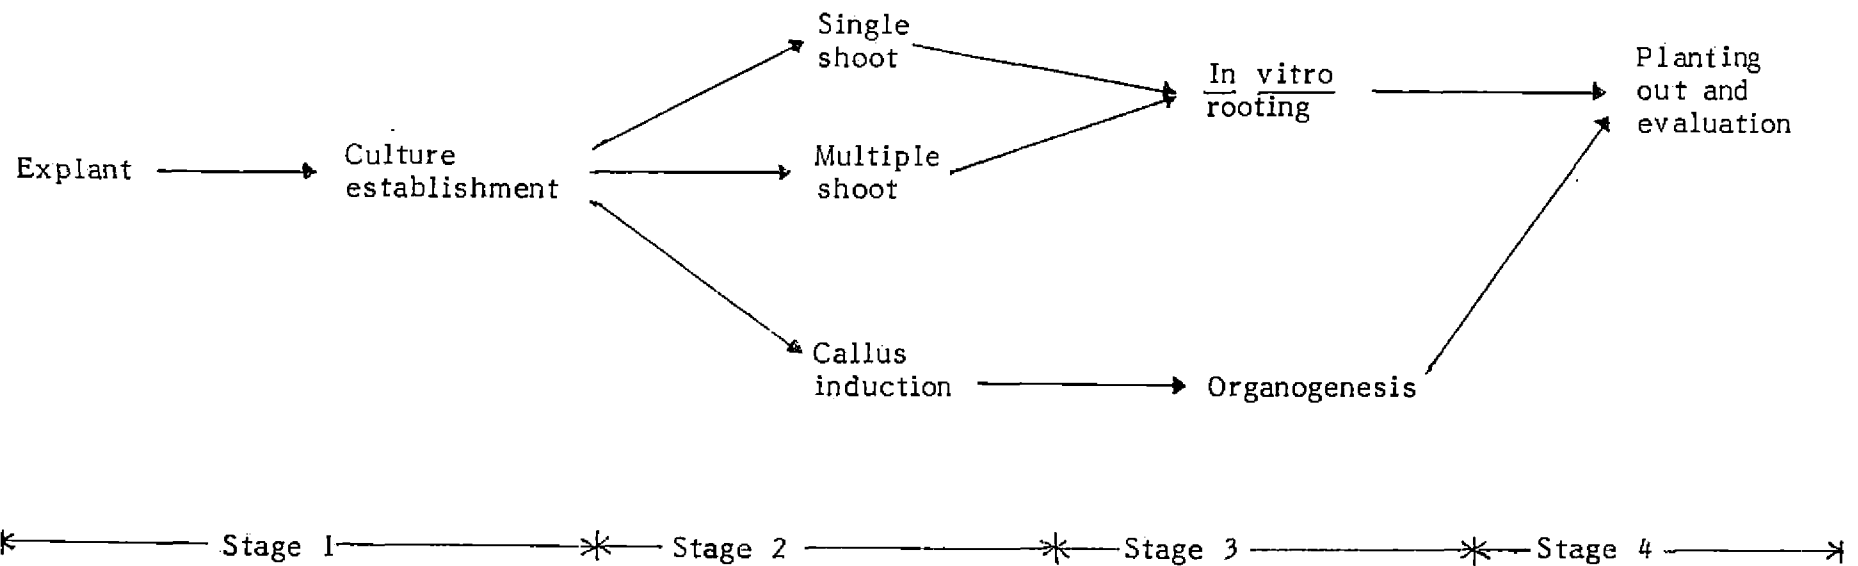 Single
shoot
In vitro
rooting
Planting
out and
evaluation
Explant
Culture
establishment
Multiple
shoot
Callus
induction
Organogenesis
Stage 1
Stage 2
Stage 3
Stage 4